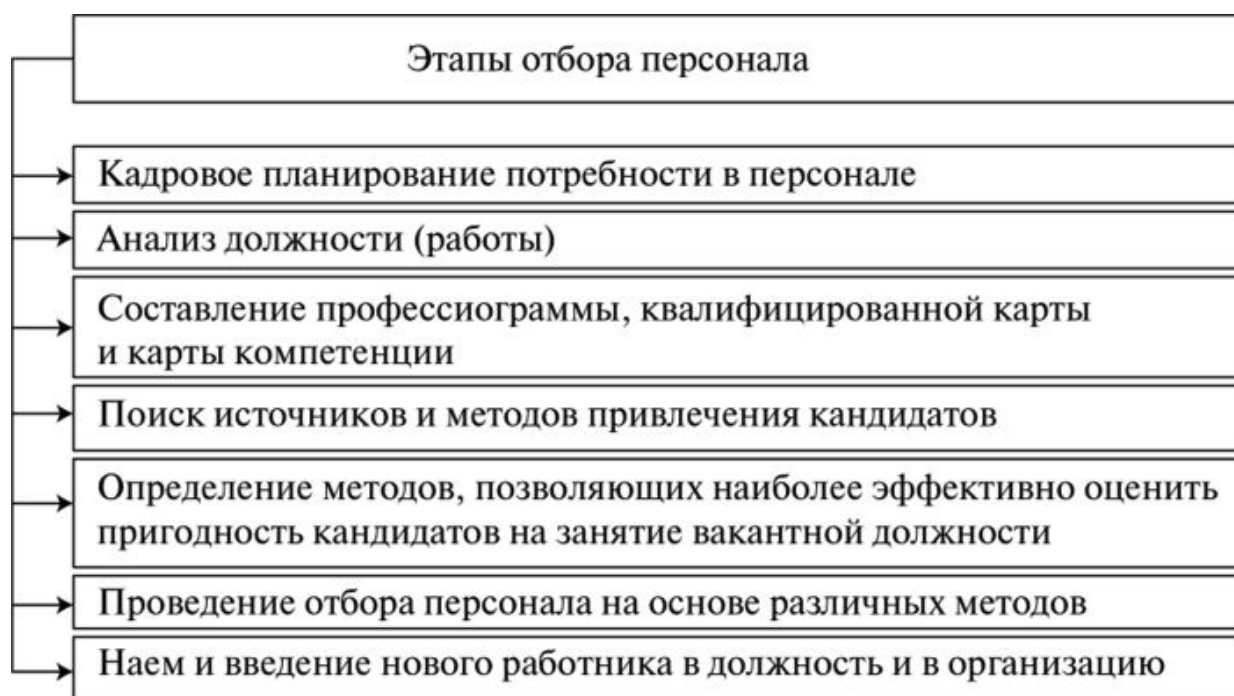 Этапы отбора персонала
Кадровое планирование потребности в персонале
Анализ должности (работы)
Составление профессиограммы, квалифицированной карты
и карты компетенции
Поиск источников и методов привлечения кандидатов
Определение методов, позволяющих наиболее эффективно оценить
пригодность кандидатов на занятие вакантной должности
Проведение отбора персонала на основе различных методов
Наем и введение нового работника в должность и в организацию